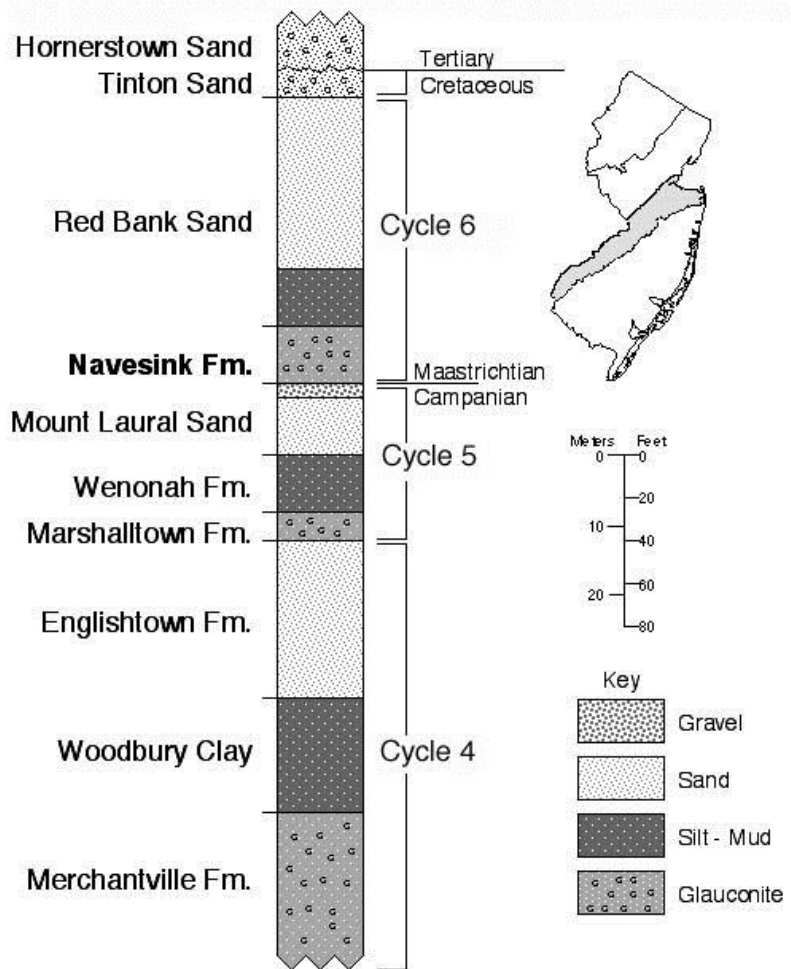 Hornerstown Sand
Tinton Sand
Tertiary
Cretaceous
Red Bank Sand
Cycle 6
Navesink Fm.
Maastrichtian
Campanian
Mount Laural Sand
Cycle 5
Wenonah Fm.
Marshalltown Fm.
Englishtown Fm.
Woodbury Clay
Cycle 4
Merchantville Fm.
Meters Feet
0 0
20
10 40
60
20
80
Key
Gravel
Sand
Silt - Mud
Glauconite